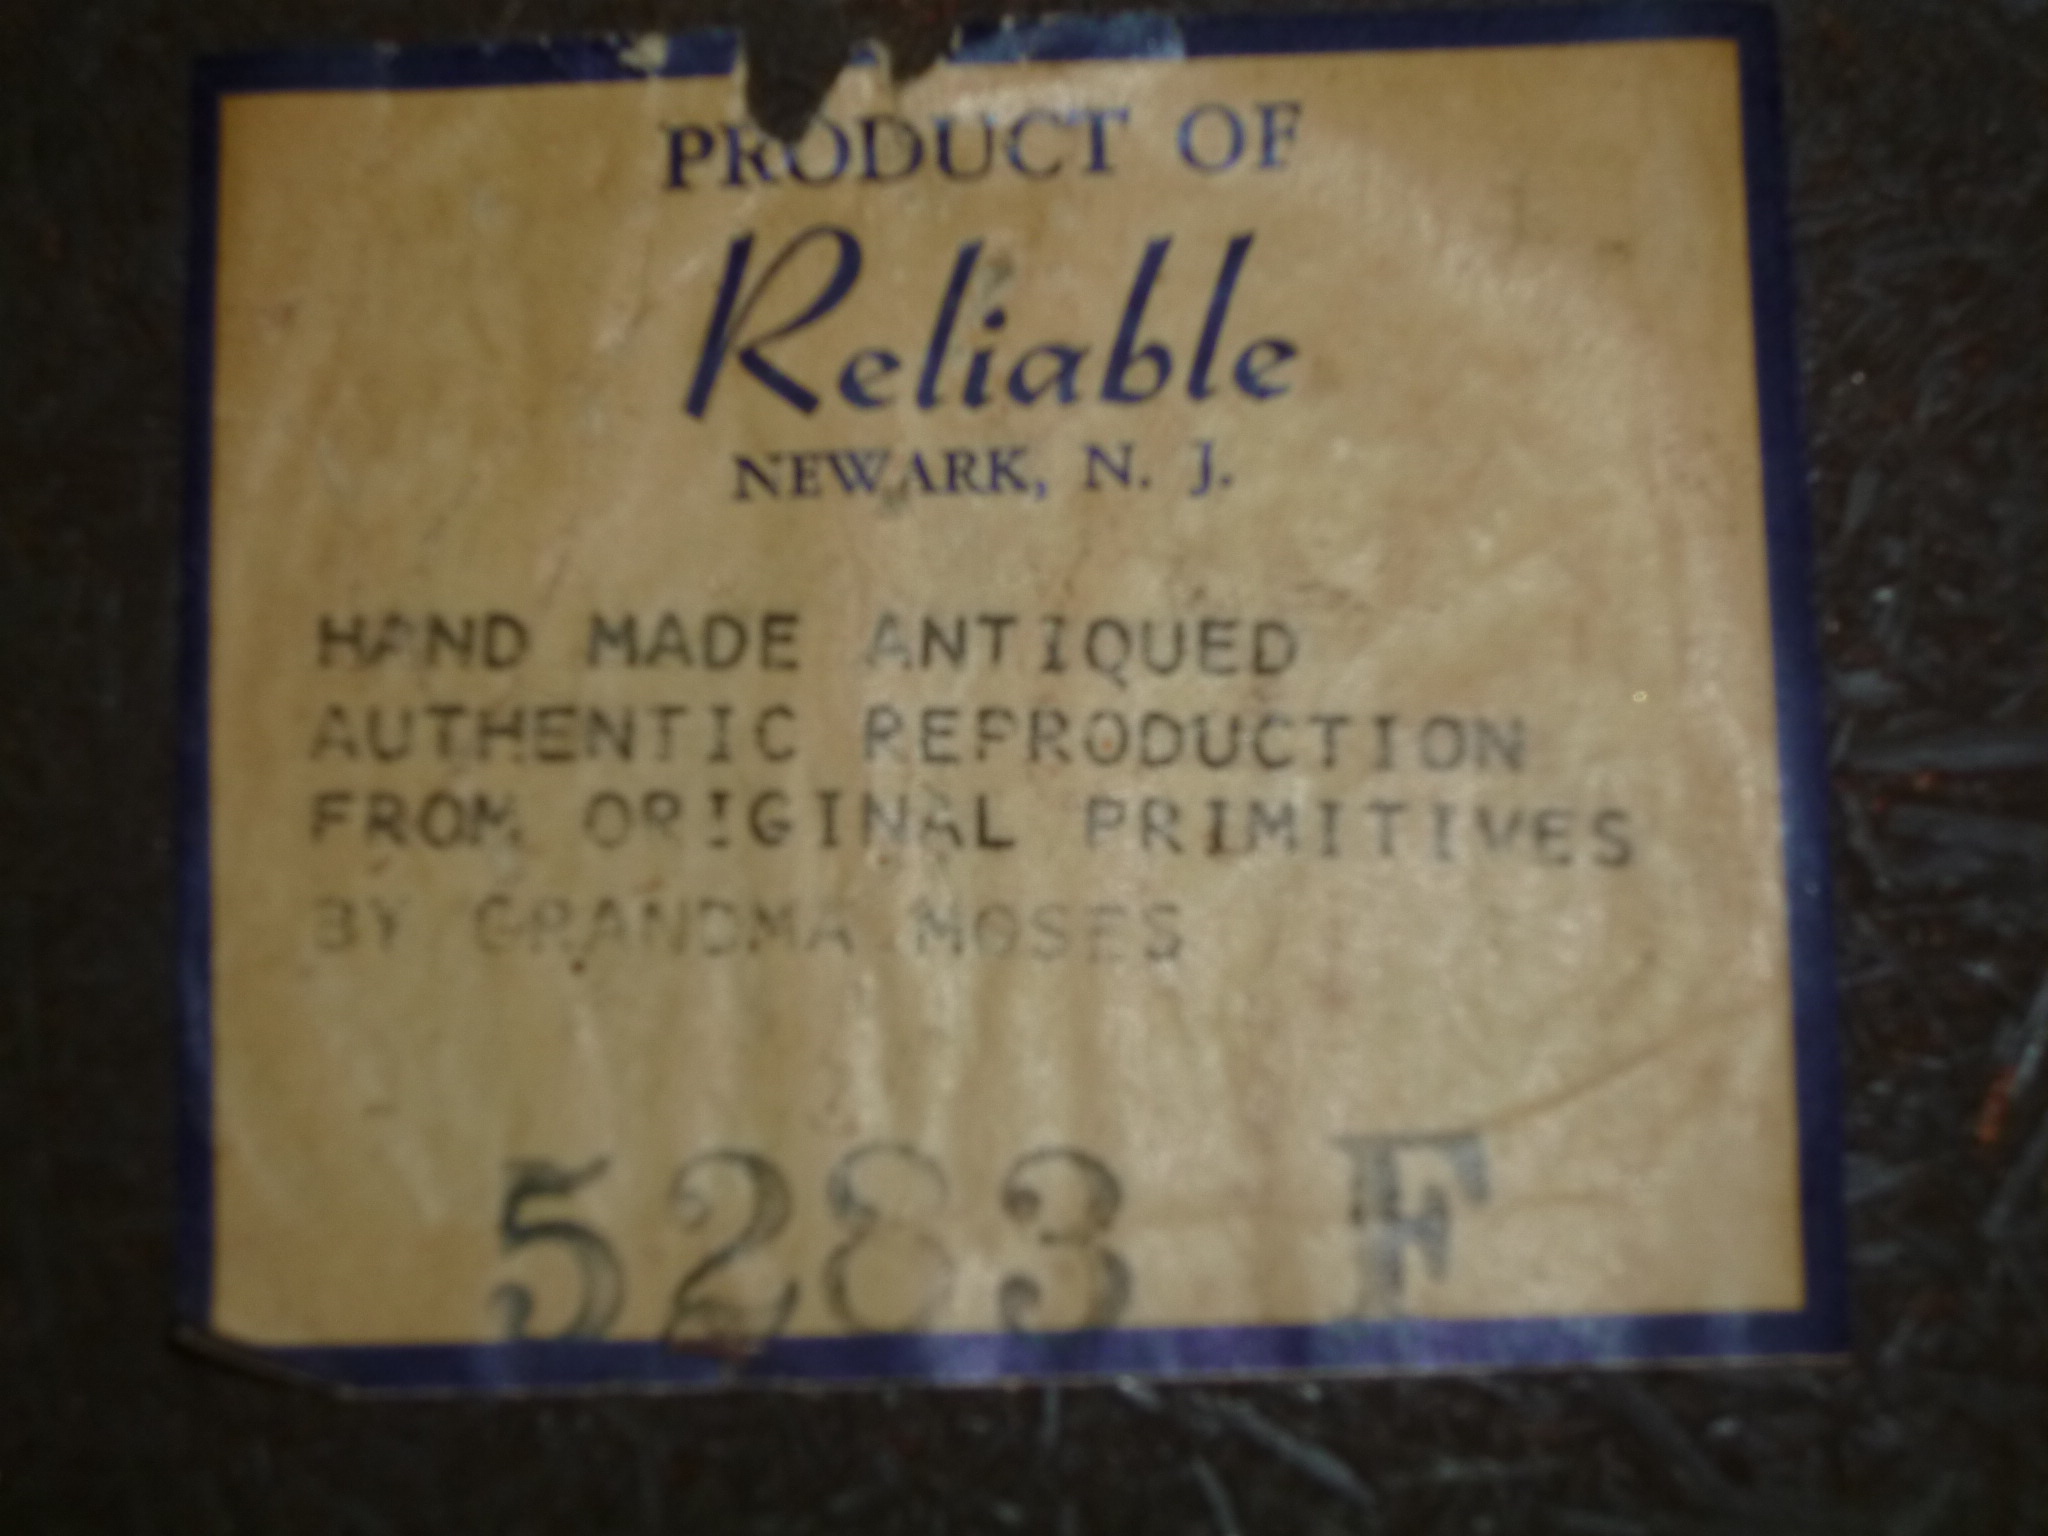 PRODUCT OF
Reliable
NEWARK, N. J.
HAND MADE ANTIQUED
AUTHENTIC REPRODUCTION
FROM ORIGINAL PRIMITIVES
BY GRANDMA MOSES
5283 F